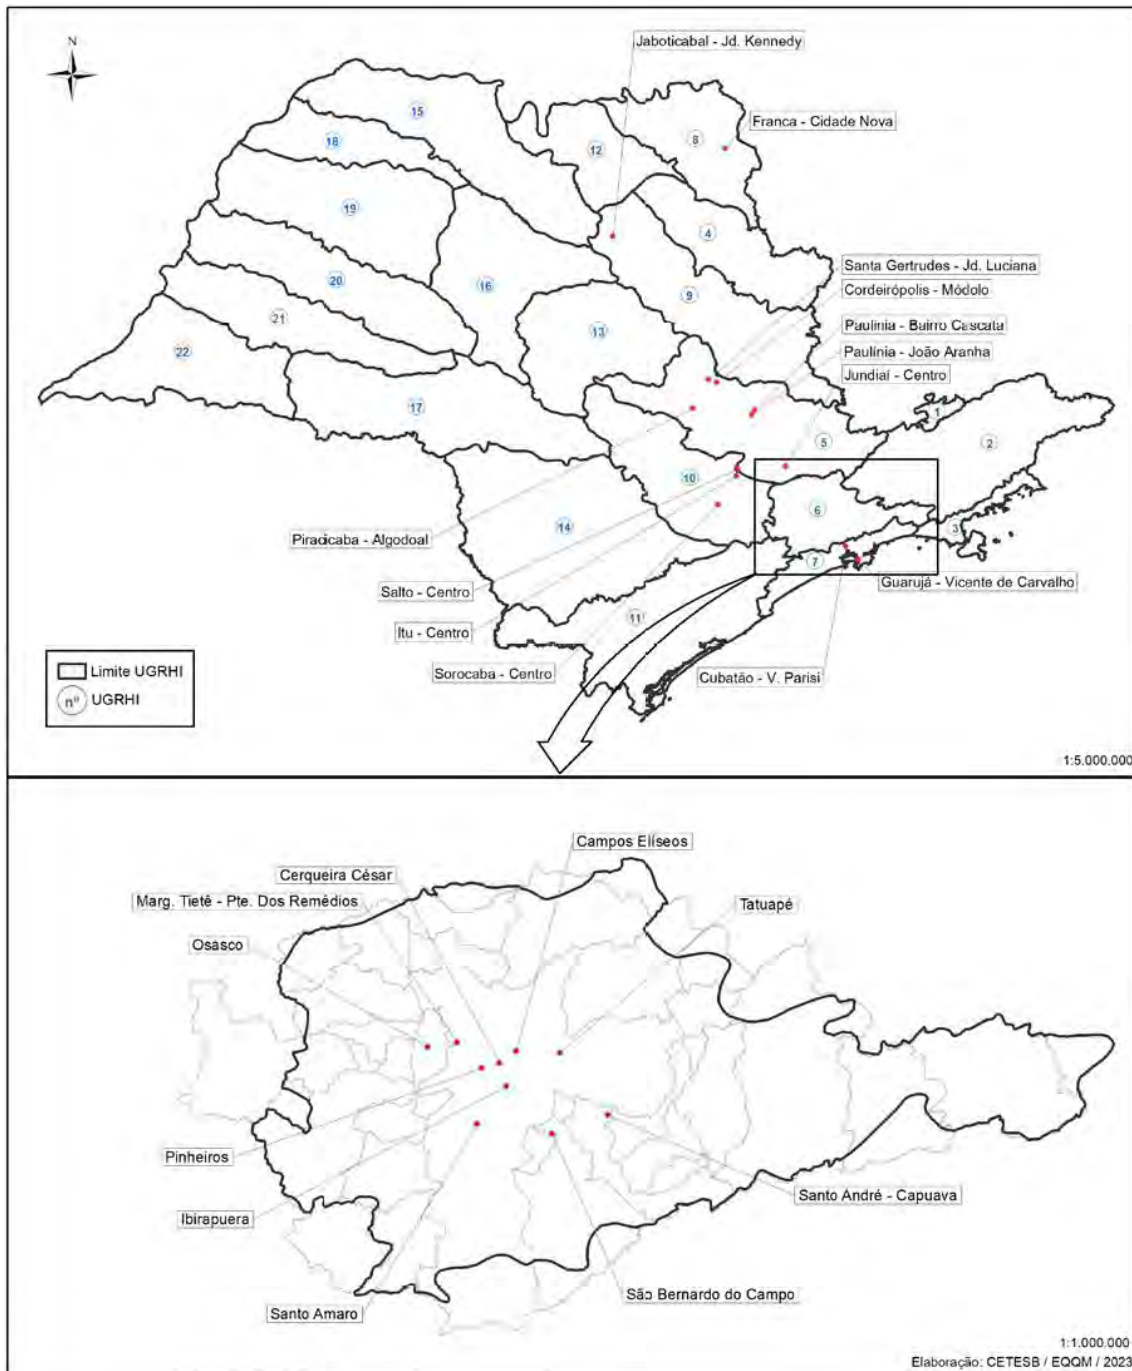 N
Jaboticabal - Jd. Kennedy
Franca - Cidade Nova
15
18
12
8
19
4
Santa Gertrudes - Jd. Luciana
Cordeirópolis - Módolo
20
16
9
21
13
Paulínia - Bairro Cascata
Paulínia - João Aranha
Jundiaí - Centro
22
17
1
2
5
10
6
3
14
7
Piracicaba - Algodoal
Salto - Centro
Guarujá - Vicente de Carvalho
11
Itu - Centro
Sorocaba - Centro
Cubatão - V. Parisi
Limite UGRHI
nº
UGRHI
1:5.000.000
Campos Elíseos
Cerqueira César
Marg. Tietê - Pte. Dos Remédios
Tatuapé
Osasco
Pinheiros
Santo André - Capuava
Ibirapuera
São Bernardo do Campo
Santo Amaro
1:1.000.000
Elaboração: CETESB / EQQM / 2023